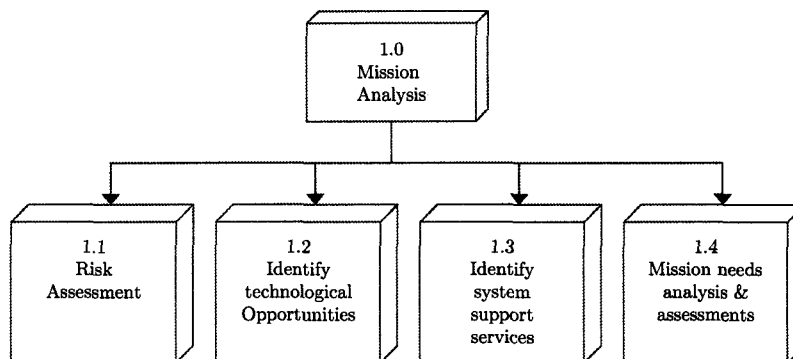 1.0
Mission
Analysis
1.1
Risk
Assessment
1.2
Identify
technological
Opportunities
1.3
Identify
system
support
services
1.4
Mission needs
analysis &
assessments